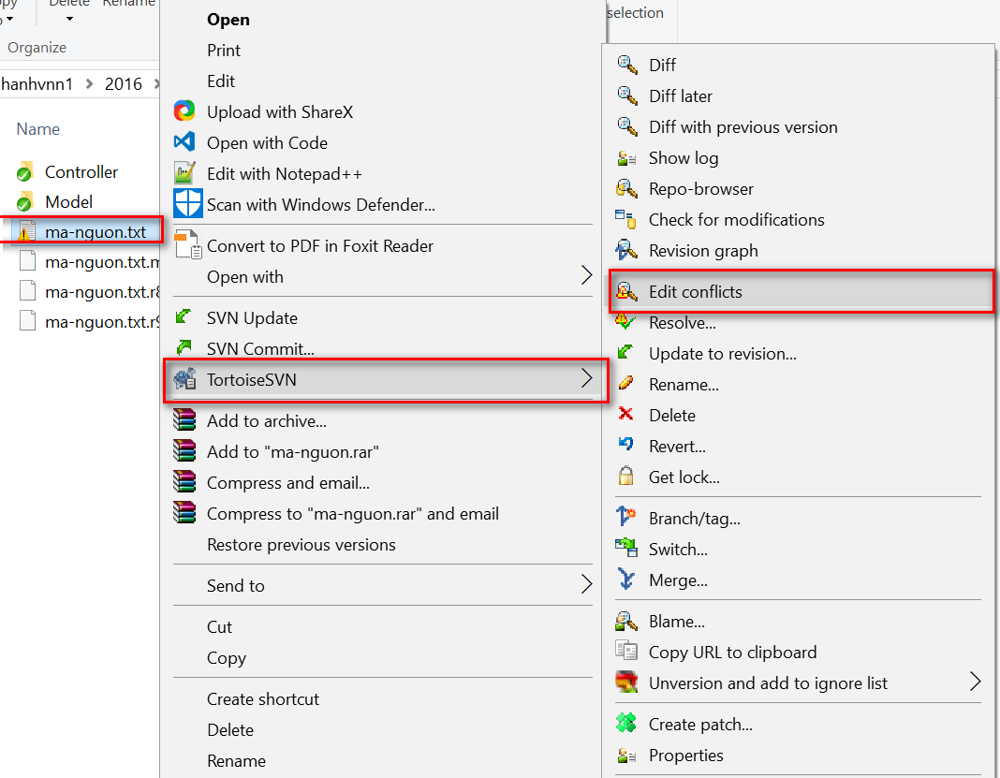 Delete
Rename
selection
Organize
hanhvnn1 > 2016 >
Name
Controller
Model
ma-nguon.txt
ma-nguon.txt.m
ma-nguon.txt.r8
ma-nguon.txt.r9
Open
Print
Edit
Upload with ShareX
Open with Code
Edit with Notepad++
Scan with Windows Defender...
Convert to PDF in Foxit Reader
Open with
SVN Update
SVN Commit...
TortoiseSVN
Add to archive...
Add to "ma-nguon.rar"
Compress and email...
Compress to "ma-nguon.rar" and email
Restore previous versions
Send to
Cut
Copy
Create shortcut
Delete
Rename
Diff
Diff later
Diff with previous version
Show log
Repo-browser
Check for modifications
Revision graph
Edit conflicts
Resolve...
Update to revision...
Rename...
Delete
Revert...
Get lock...
Branch/tag...
Switch...
Merge...
Blame...
Copy URL to clipboard
Unversion and add to ignore list
Create patch...
Properties